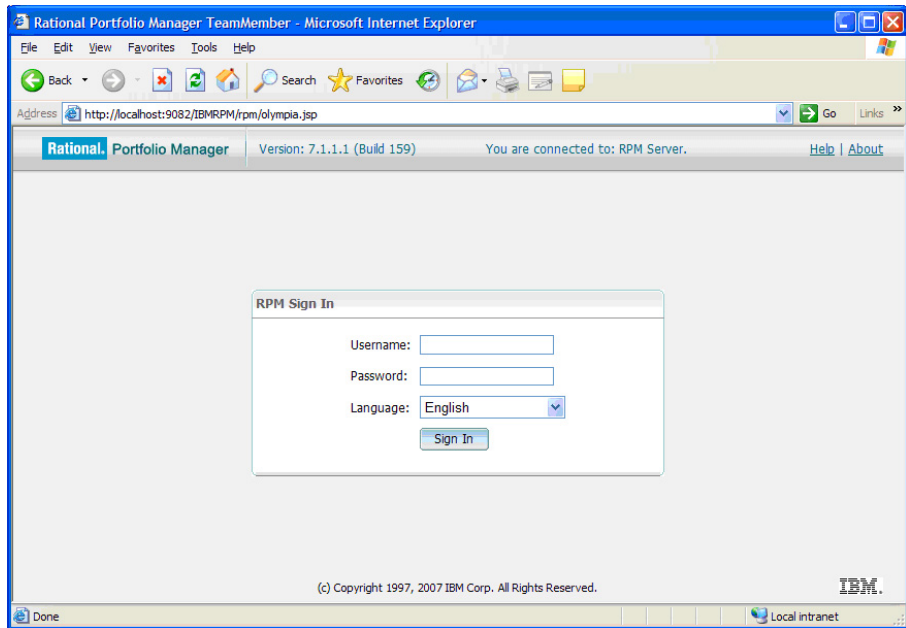 Rational Portfolio Manager TeamMember - Microsoft Internet Explorer
File Edit View Favorites Tools Help
Back Search Favorites
Address http://localhost:9082/IBMRPM/rpm/olympia.jsp Go Links »
Rational. Portfolio Manager Version: 7.1.1.1 (Build 159) You are connected to: RPM Server. Help | About
RPM Sign In
Username:
Password:
Language: English
Sign In
(c) Copyright 1997, 2007 IBM Corp. All Rights Reserved. IBM.
Done Local intranet